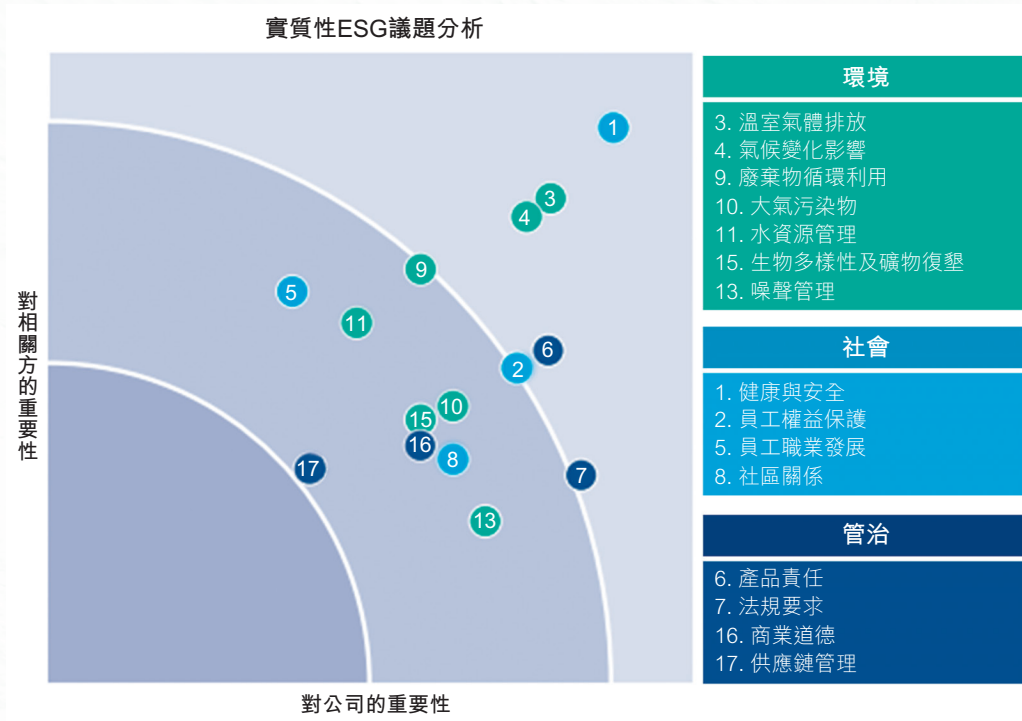 實質性ESG議題分析
對相關方的重要性
1
3
4
9
5
11
6
2
10
15
16
8
17
7
13
對公司的重要性
環境
3. 溫室氣體排放
4. 氣候變化影響
9. 廢棄物循環利用
10. 大氣污染物
11. 水資源管理
15. 生物多樣性及礦物復墾
13. 噪聲管理
社會
1. 健康與安全
2. 員工權益保護
5. 員工職業發展
8. 社區關係
管治
6. 產品責任
7. 法規要求
16. 商業道德
17. 供應鏈管理